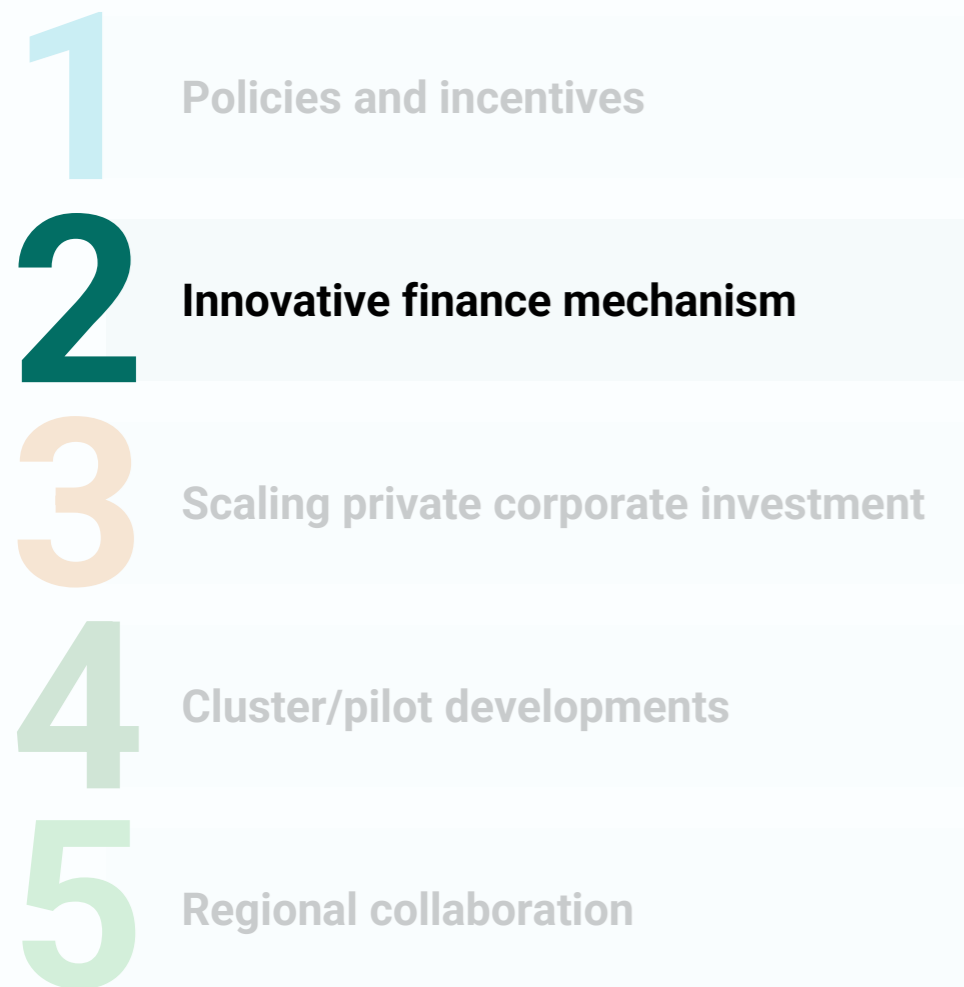 1
Policies and incentives
2
Innovative finance mechanism
3
Scaling private corporate investment
4
Cluster/pilot developments
5
Regional collaboration